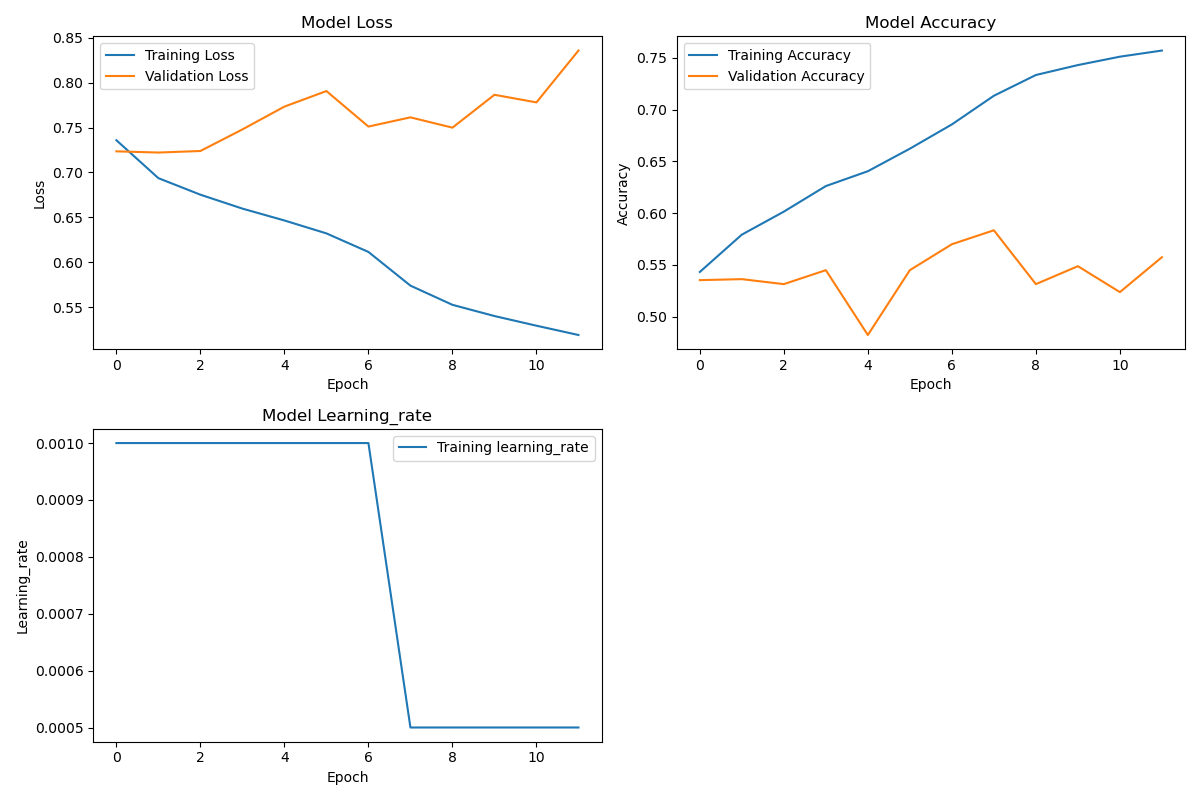 Model Loss
Training Loss
Validation Loss
0.85
0.80
0.75
0.70
0.65
0.60
0.55
Loss
0 2 4 6 8 10
Epoch
Model Accuracy
Training Accuracy
Validation Accuracy
0.75
0.70
0.65
0.60
0.55
0.50
Accuracy
0 2 4 6 8 10
Epoch
Model Learning_rate
Training learning_rate
0.0010
0.0009
0.0008
0.0007
0.0006
0.0005
Learning_rate
0 2 4 6 8 10
Epoch